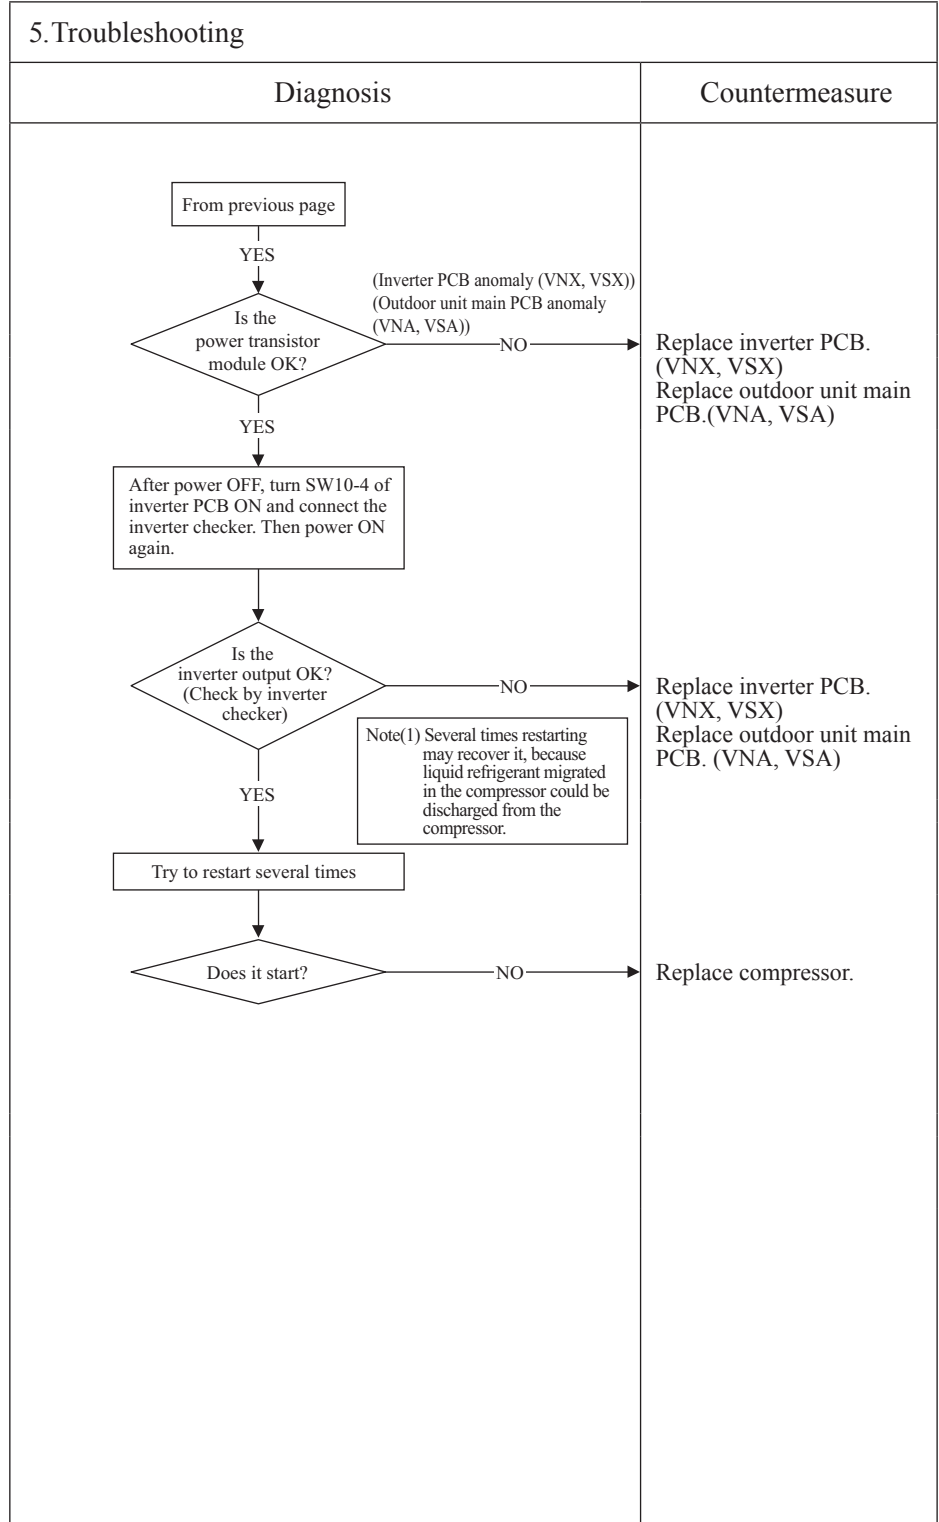 5.Troubleshooting
Diagnosis
Countermeasure
From previous page
YES
(Inverter PCB anomaly (VNX, VSX))
(Outdoor unit main PCB anomaly
(VNA, VSA))
Is the
power transistor
module OK?
NO
Replace inverter PCB.
(VNX, VSX)
Replace outdoor unit main
PCB.(VNA, VSA)
YES
After power OFF, turn SW10-4 of
inverter PCB ON and connect the
inverter checker. Then power ON
again.
Is the
inverter output OK?
(Check by inverter
checker)
NO
Replace inverter PCB.
(VNX, VSX)
Replace outdoor unit main
PCB. (VNA, VSA)
Note(1) Several times restarting
may recover it, because
liquid refrigerant migrated
in the compressor could be
discharged from the
compressor.
YES
Try to restart several times
Does it start?
NO
Replace compressor.